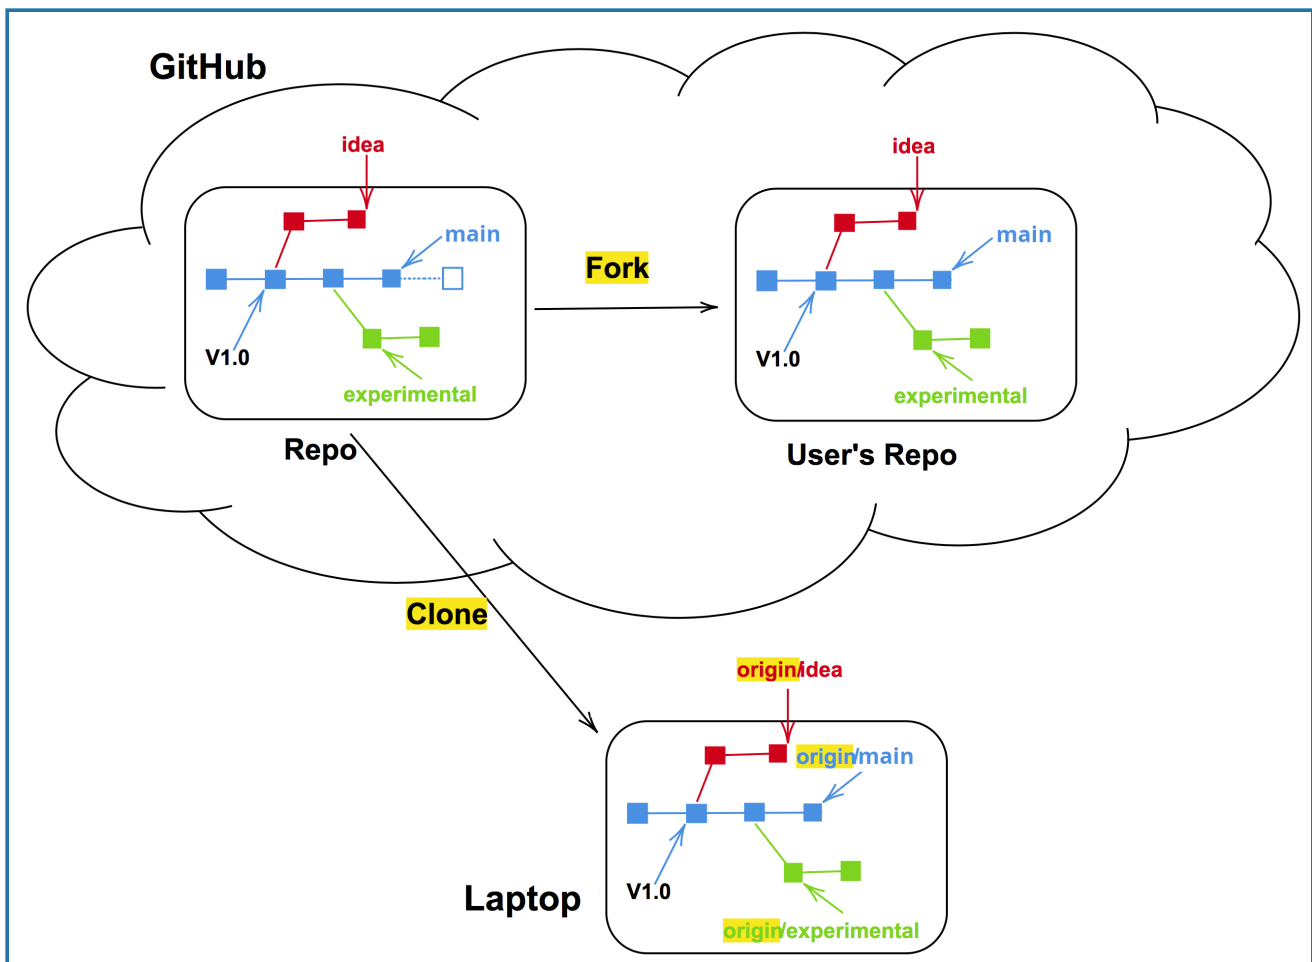 GitHub
idea
main
V1.0
experimental
Repo
Fork
idea
main
V1.0
experimental
User's Repo
Clone
origin/idea
origin/main
V1.0
origin/experimental
Laptop